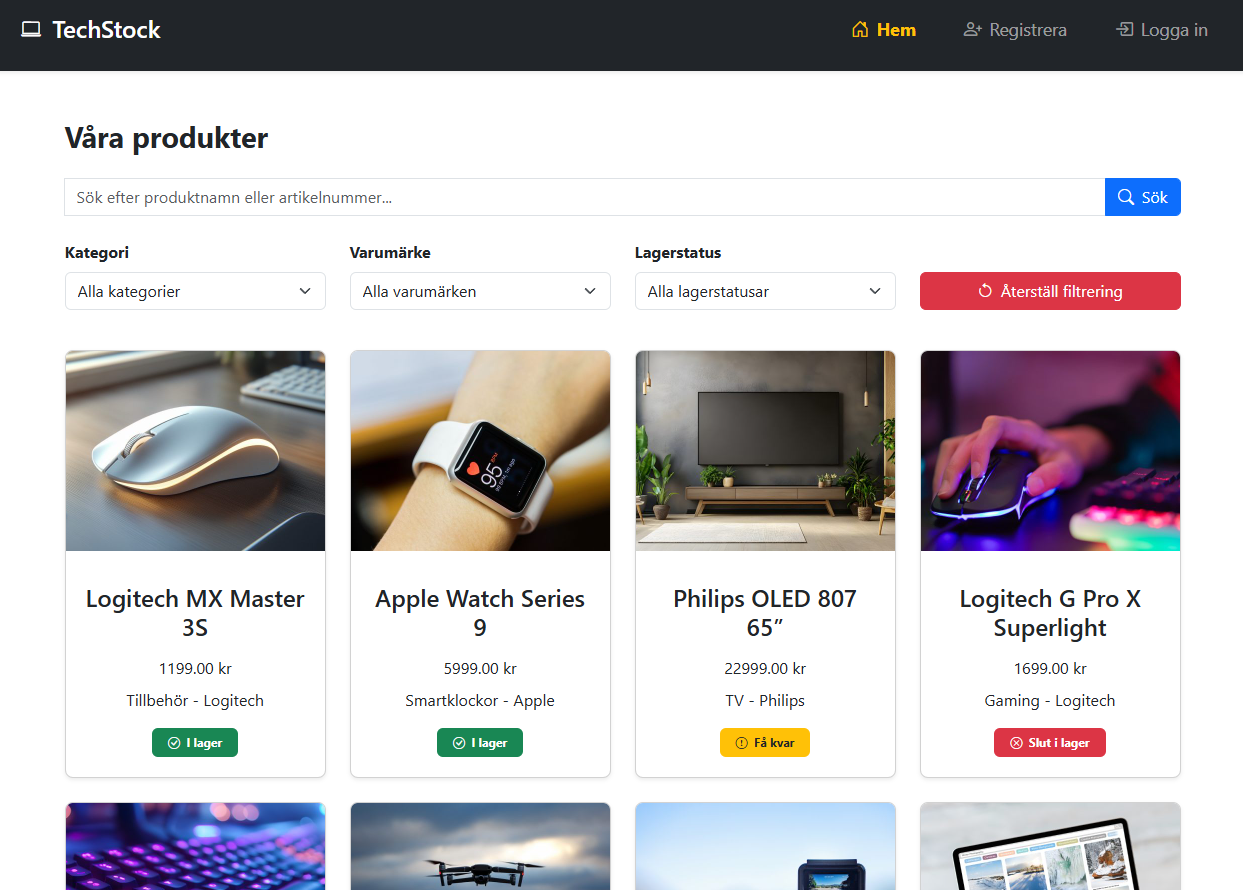 TechStock
Hem
Registrera
Logga in
Våra produkter
Sök efter produktnamn eller artikelnummer...
Sök
Kategori
Varumärke
Lagerstatus
Alla kategorier
Alla varumärken
Alla lagerstatusar
Återställ filtrering
95
Logitech MX Master
3S
1199.00 kr
Tillbehör - Logitech
I lager
Apple Watch Series
9
5999.00 kr
Smartklockor - Apple
I lager
Philips OLED 807
65”
22999.00 kr
TV - Philips
Få kvar
Logitech G Pro X
Superlight
1699.00 kr
Gaming - Logitech
Slut i lager